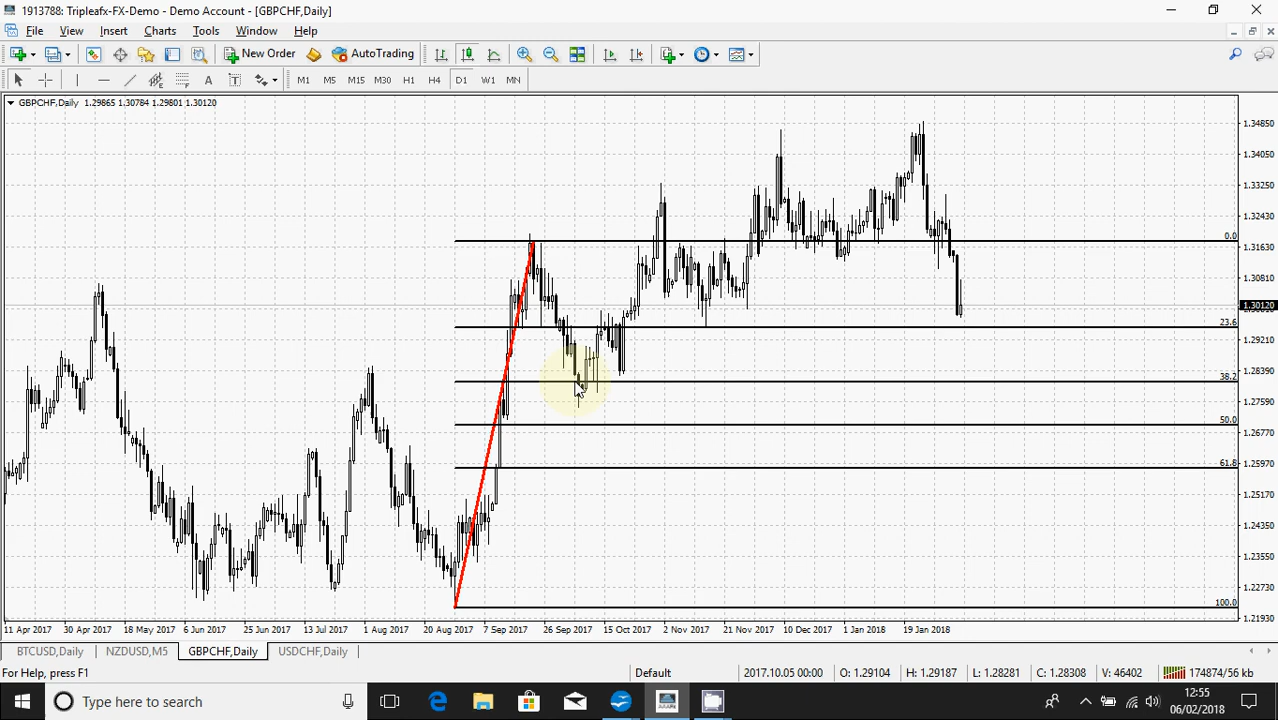 1913788: Tripleafx-FX-Demo - Demo Account - [GBPCHF,Daily]
File View Insert Charts Tools Window Help
New Order AutoTrading
A T M1 M5 M15 M30 H1 H4 D1 W1 MN
GBPCHF,Daily 1.29865 1.30784 1.29801 1.30120
1.34850
1.34050
1.33250
1.32430
0.0
1.31630
1.30810
1.30120
23.6
1.29210
1.28390
38.2
1.27590
50.0
1.26770
61.8
1.25970
1.25170
1.24350
1.23550
1.22730
100.0
1.21930
11 Apr 2017 30 Apr 2017 18 May 2017 6 Jun 2017 25 Jun 2017 13 Jul 2017 1 Aug 2017 20 Aug 2017 7 Sep 2017 26 Sep 2017 15 Oct 2017 2 Nov 2017 21 Nov 2017 10 Dec 2017 1 Jan 2018 19 Jan 2018
BTCUSD,Daily NZDUSD,M5 GBPCHF,Daily USDCHF,Daily
For Help, press F1 Default 2017.10.05 00:00 O: 1.29104 H: 1.29187 L: 1.28281 C: 1.28308 V: 46402 174874/56 kb
Type here to search
12:55
06/02/2018